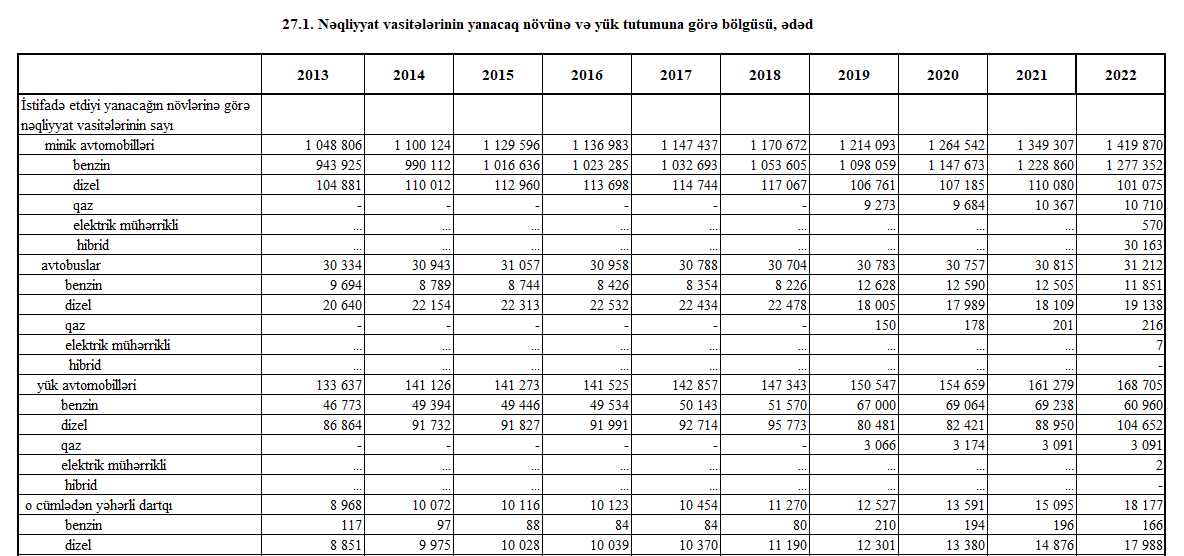 27.1. Nəqliyyat vasitələrinin yanacaq növünə və yük tutumuna görə bölgüsü, ədəd
2013 2014 2015 2016 2017 2018 2019 2020 2021 2022
İstifadə etdiyi yanacağın növlərinə görə
nəqliyyat vasitələrinin sayı
minik avtomobilləri 1 048 806 1 100 124 1 129 596 1 136 983 1 147 437 1 170 672 1 214 093 1 264 542 1 349 307 1 419 870
benzin 943 925 990 112 1 016 636 1 023 285 1 032 693 1 053 605 1 098 059 1 147 673 1 228 860 1 277 352
dizel 104 881 110 012 112 960 113 698 114 744 117 067 106 761 107 185 110 080 101 075
qaz - - - - - - 9 273 9 684 10 367 10 710
elektrik mühərrikli ... ... ... ... ... ... ... ... ... 570
hibrid ... ... ... ... ... ... ... ... ... 30 163
avtobuslar 30 334 30 943 31 057 30 958 30 788 30 704 30 783 30 757 30 815 31 212
benzin 9 694 8 789 8 744 8 426 8 354 8 226 12 628 12 590 12 505 11 851
dizel 20 640 22 154 22 313 22 532 22 434 22 478 18 005 17 989 18 109 19 138
qaz - - - - - - 150 178 201 216
elektrik mühərrikli ... ... ... ... ... ... ... ... ... 7
hibrid ... ... ... ... ... ... ... ... ... -
yük avtomobilləri 133 637 141 126 141 273 141 525 142 857 147 343 150 547 154 659 161 279 168 705
benzin 46 773 49 394 49 446 49 534 50 143 51 570 67 000 69 064 69 238 60 960
dizel 86 864 91 732 91 827 91 991 92 714 95 773 80 481 82 421 88 950 104 652
qaz - - - - - - 3 066 3 174 3 091 3 091
elektrik mühərrikli ... ... ... ... ... ... ... ... ... 2
hibrid ... ... ... ... ... ... ... ... ... -
o cümlədən yəhərli dartqı 8 968 10 072 10 116 10 123 10 454 11 270 12 527 13 591 15 095 18 177
benzin 117 97 88 84 84 80 210 194 196 166
dizel 8 851 9 975 10 028 10 039 10 370 11 190 12 301 13 380 14 876 17 988